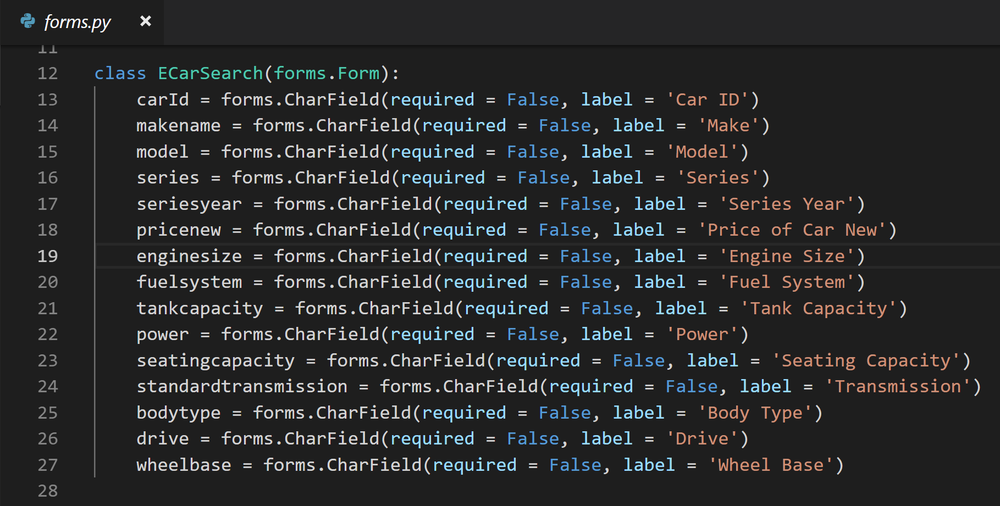 forms.py ×
11
12 class ECarSearch(forms.Form):
13     carId = forms.CharField(required = False, label = 'Car ID')
14     makename = forms.CharField(required = False, label = 'Make')
15     model = forms.CharField(required = False, label = 'Model')
16     series = forms.CharField(required = False, label = 'Series')
17     seriesyear = forms.CharField(required = False, label = 'Series Year')
18     pricenew = forms.CharField(required = False, label = 'Price of Car New')
19     enginesize = forms.CharField(required = False, label = 'Engine Size')
20     fuelsystem = forms.CharField(required = False, label = 'Fuel System')
21     tankcapacity = forms.CharField(required = False, label = 'Tank Capacity')
22     power = forms.CharField(required = False, label = 'Power')
23     seatingcapacity = forms.CharField(required = False, label = 'Seating Capacity')
24     standardtransmission = forms.CharField(required = False, label = 'Transmission')
25     bodytype = forms.CharField(required = False, label = 'Body Type')
26     drive = forms.CharField(required = False, label = 'Drive')
27     wheelbase = forms.CharField(required = False, label = 'Wheel Base')
28